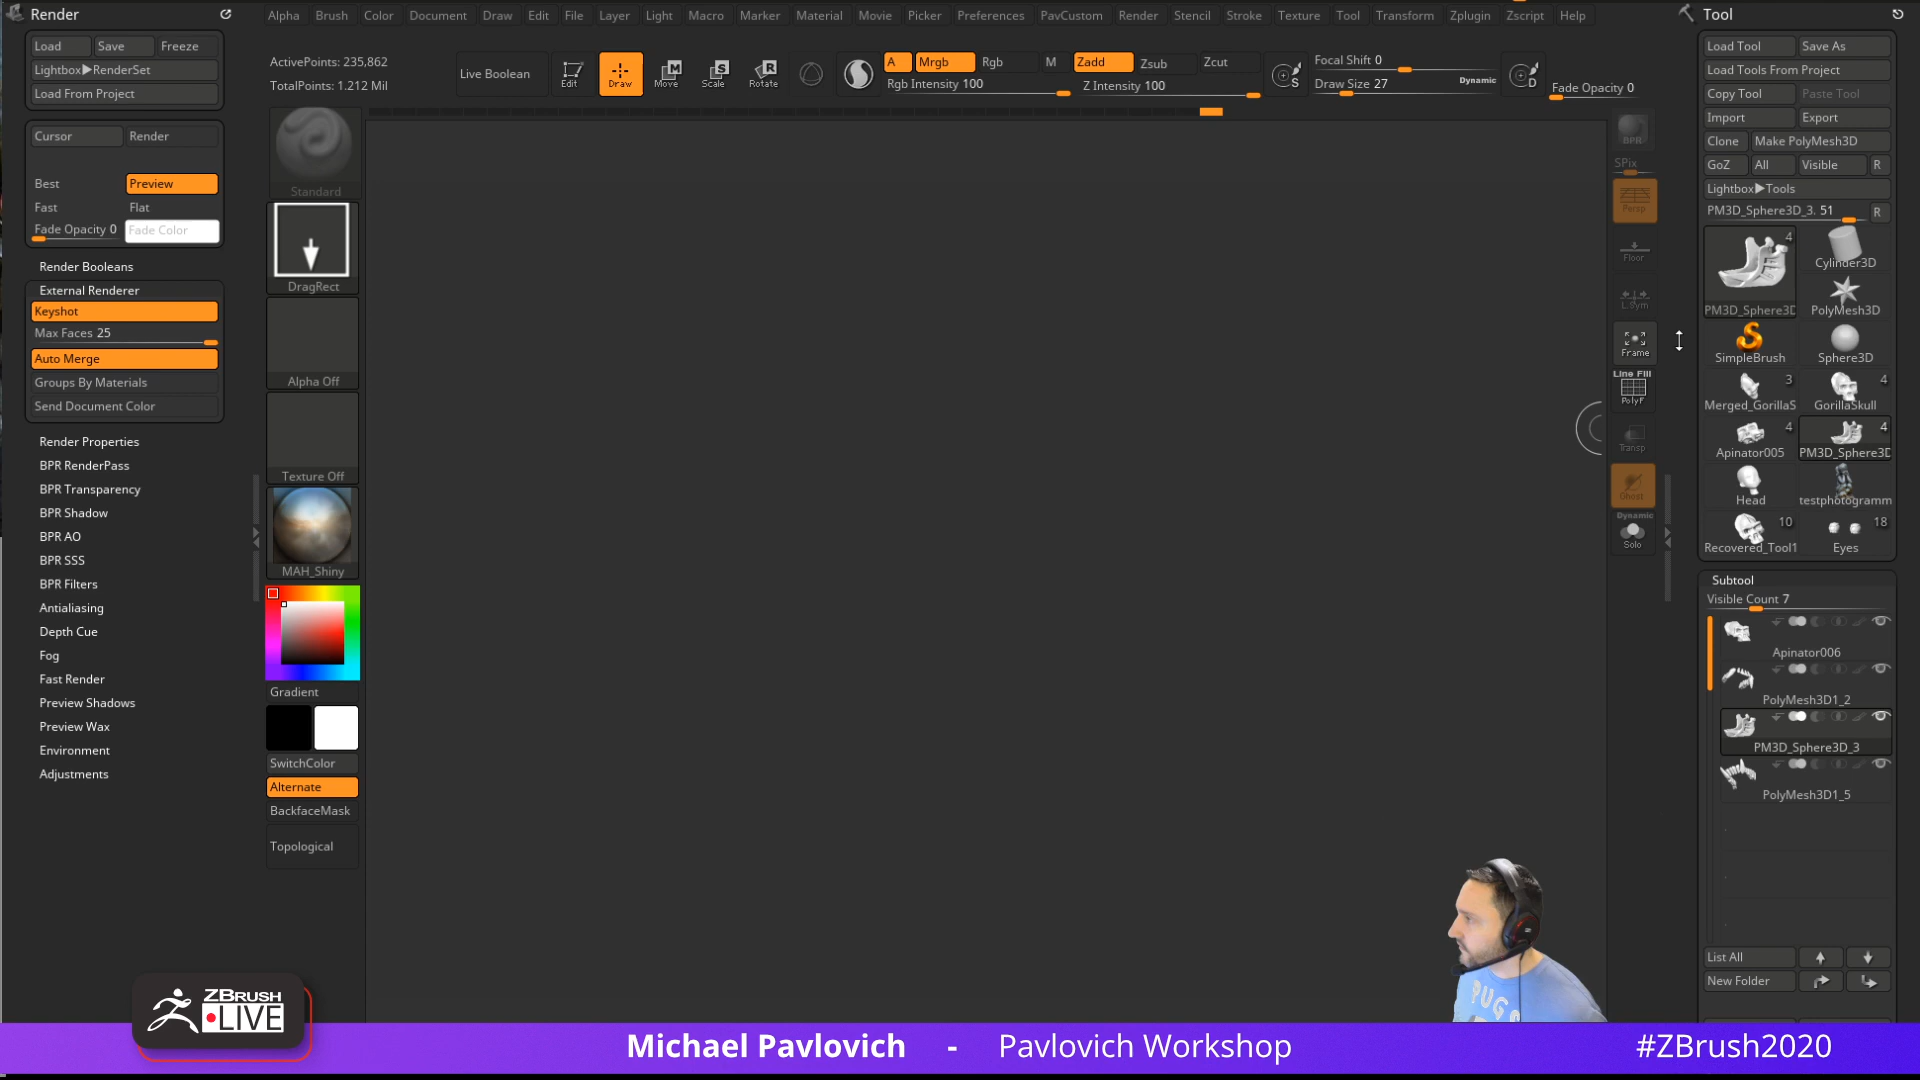 Render
Load Save Freeze
Lightbox▶RenderSet
Load From Project
Cursor Render
Best Preview
Fast Flat
Fade Opacity 0 Fade Color
Render Booleans
External Renderer
Keyshot
Max Faces 25
Auto Merge
Groups By Materials
Send Document Color
Render Properties
BPR RenderPass
BPR Transparency
BPR Shadow
BPR AO
BPR SSS
BPR Filters
Antialiasing
Depth Cue
Fog
Fast Render
Preview Shadows
Preview Wax
Environment
Adjustments
Alpha Brush Color Document Draw Edit File Layer Light Macro Marker Material Movie Picker Preferences PavCustom Render Stencil Stroke Texture Tool Transform Zplugin Zscript Help
ActivePoints: 235,862
TotalPoints: 1.212 Mil
Live Boolean
Edit Draw Move Scale Rotate
A Mrgb Rgb M Zadd Zsub Zcut
Rgb Intensity 100 Z Intensity 100
Focal Shift 0
Draw Size 27 Dynamic
Fade Opacity 0
Standard
DragRect
Alpha Off
Texture Off
MAH_Shiny
Gradient
SwitchColor
Alternate
BackfaceMask
Topological
BPR
SPix
Persp
Floor
L.Sym
Frame
Line Fill
PolyF
Transp
Ghost
Dynamic
Solo
Tool
Load Tool Save As
Load Tools From Project
Copy Tool Paste Tool
Import Export
Clone Make PolyMesh3D
GoZ All Visible R
Lightbox▶Tools
PM3D_Sphere3D_3. 51 R
4
Cylinder3D
PM3D_Sphere3D PolyMesh3D
SimpleBrush Sphere3D
3 4
Merged_GorillaS GorillaSkull
4 4
Apinator005 PM3D_Sphere3D
Head testphotogramm
10 18
Recovered_Tool1 Eyes
Subtool
Visible Count 7
Apinator006
PolyMesh3D1_2
PM3D_Sphere3D_3
PolyMesh3D1_5
List All
New Folder
PUGS
ZBRUSH
LIVE
Michael Pavlovich - Pavlovich Workshop #ZBrush2020